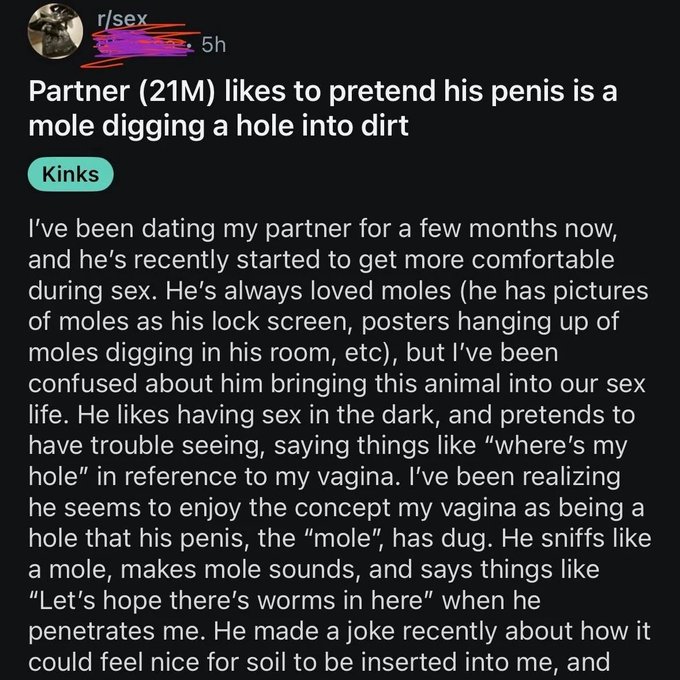 r/sex
5h
Partner (21M) likes to pretend his penis is a
mole digging a hole into dirt
Kinks
I’ve been dating my partner for a few months now,
and he’s recently started to get more comfortable
during sex. He’s always loved moles (he has pictures
of moles as his lock screen, posters hanging up of
moles digging in his room, etc), but I’ve been
confused about him bringing this animal into our sex
life. He likes having sex in the dark, and pretends to
have trouble seeing, saying things like “where’s my
hole” in reference to my vagina. I’ve been realizing
he seems to enjoy the concept my vagina as being a
hole that his penis, the “mole”, has dug. He sniffs like
a mole, makes mole sounds, and says things like
“Let’s hope there’s worms in here” when he
penetrates me. He made a joke recently about how it
could feel nice for soil to be inserted into me, and